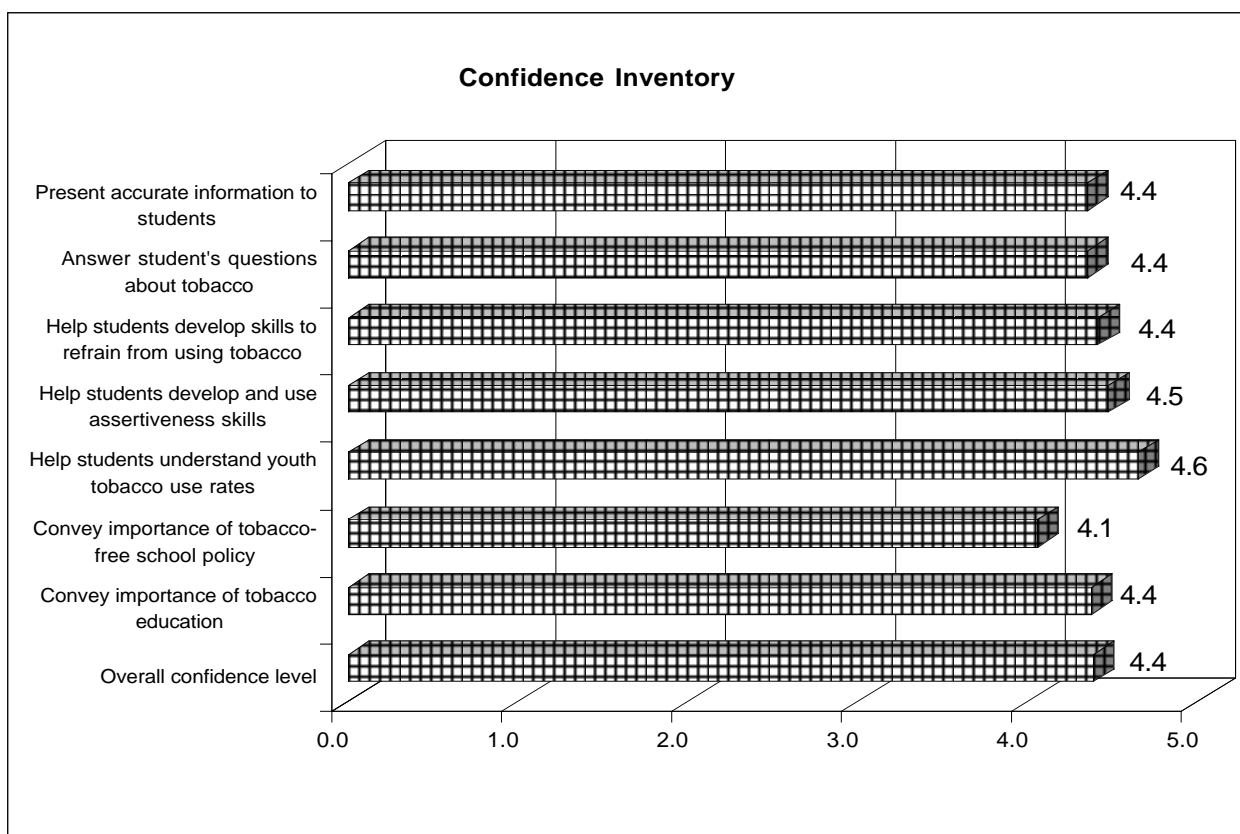 Confidence Inventory
Present accurate information to
students
4.4
Answer student's questions
about tobacco
4.4
Help students develop skills to
refrain from using tobacco
4.4
Help students develop and use
assertiveness skills
4.5
Help students understand youth
tobacco use rates
4.6
Convey importance of tobacco-
free school policy
4.1
Convey importance of tobacco
education
4.4
Overall confidence level
4.4
0.0 1.0 2.0 3.0 4.0 5.0